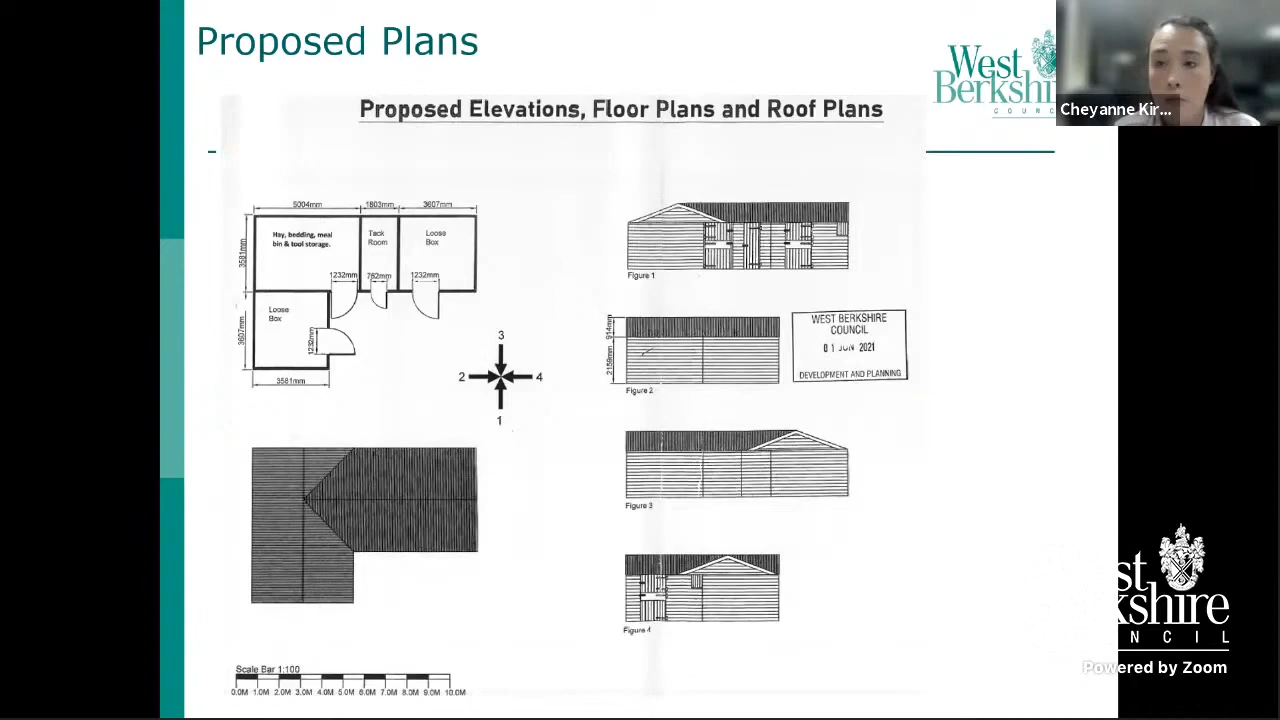 Proposed Plans
West
Berkshi
COUNC
Cheyanne Kir...
Proposed Elevations, Floor Plans and Roof Plans
5004mm
1803mm
3607mm
3581mm
Hay, bedding, meal
bin & tool storage.
Tack
Room
Loose
Box
1232mm
762mm
1232mm
Loose
Box
3607mm
1232mm
3581mm
3
2
4
1
Figure 1
914mm
2159mm
Figure 2
WEST BERKSHIRE
COUNCIL
01 JUN 2021
DEVELOPMENT AND PLANNING
Figure 3
Figure 4
Scale Bar 1:100
0.0M 1.0M 2.0M 3.0M 4.0M 5.0M 6.0M 7.0M 8.0M 9.0M 10.0M
st
kshire
N C I L
Powered by Zoom